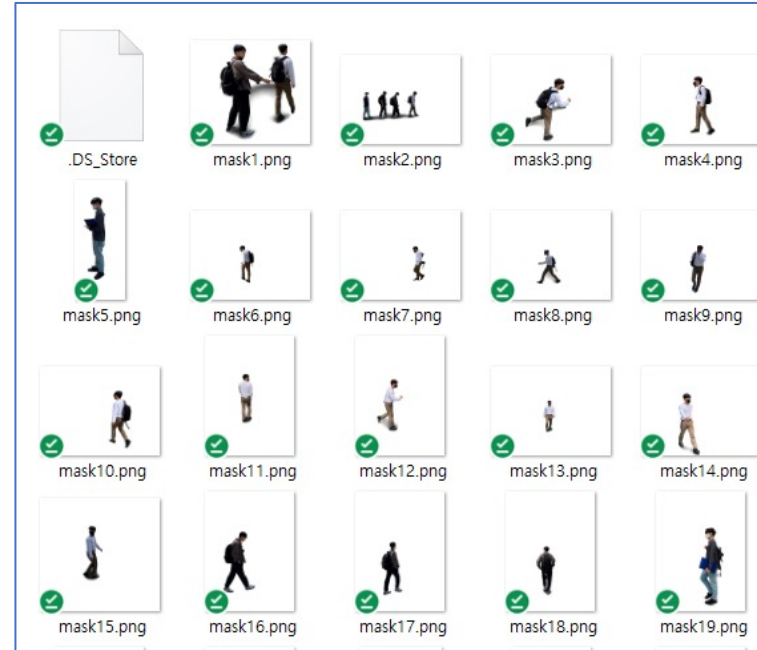 .DS_Store mask1.png mask2.png mask3.png mask4.png
mask5.png mask6.png mask7.png mask8.png mask9.png
mask10.png mask11.png mask12.png mask13.png mask14.png
mask15.png mask16.png mask17.png mask18.png mask19.png